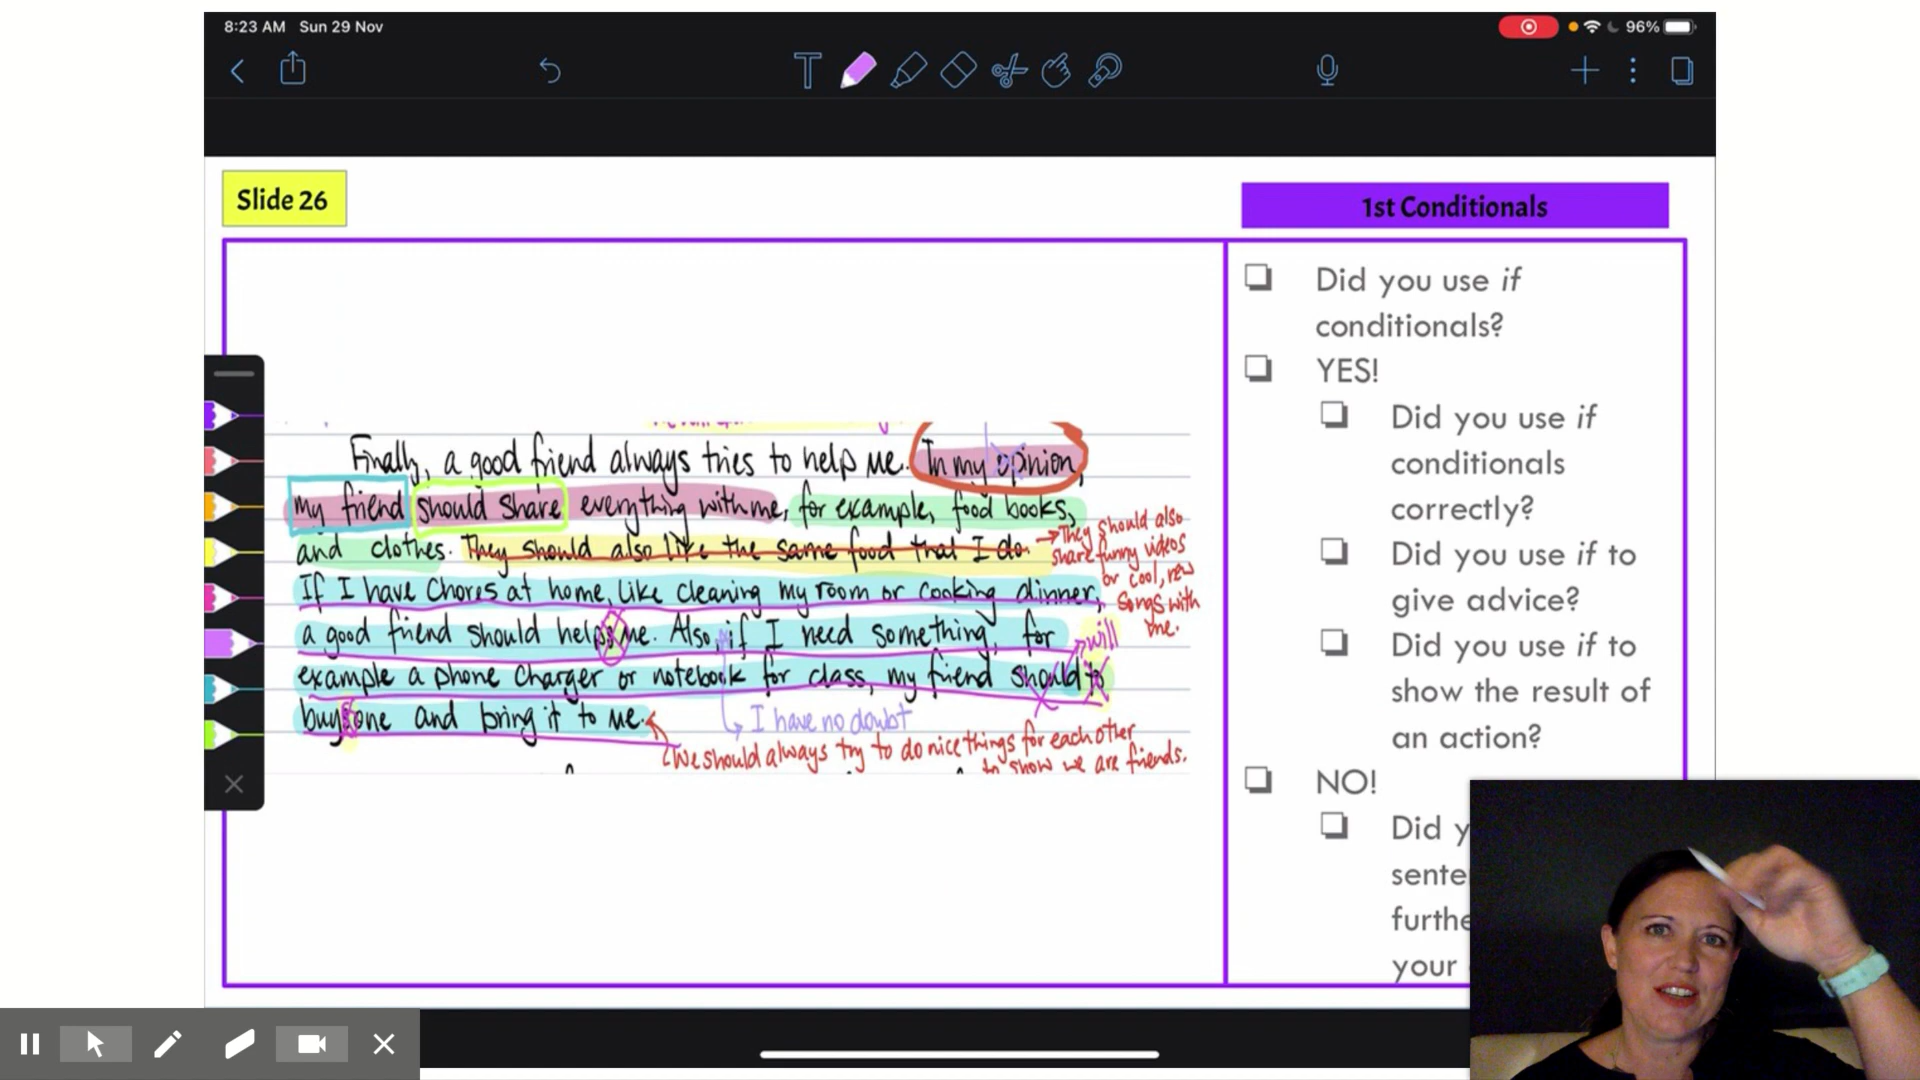 8:23 AM Sun 29 Nov
96%
Slide 26
1st Conditionals
Finally, a good friend always tries to help me. In my opinion,
my friend should share everything with me, for example, food books,
and clothes. They should also like the same food that I do.
They should also
share funny videos
or cool, new
songs with
me.
If I have chores at home, like cleaning my room or cooking dinner,
a good friend should helps me. Also, if I need something, for
will
example a phone charger or notebook for class, my friend should to
buys one and bring it to me.
I have no doubt
We should always try to do nice things for each other
to show we are friends.
Did you use if
conditionals?
YES!
Did you use if
conditionals
correctly?
Did you use if to
give advice?
Did you use if to
show the result of
an action?
NO!
Did y
sente
furthe
your